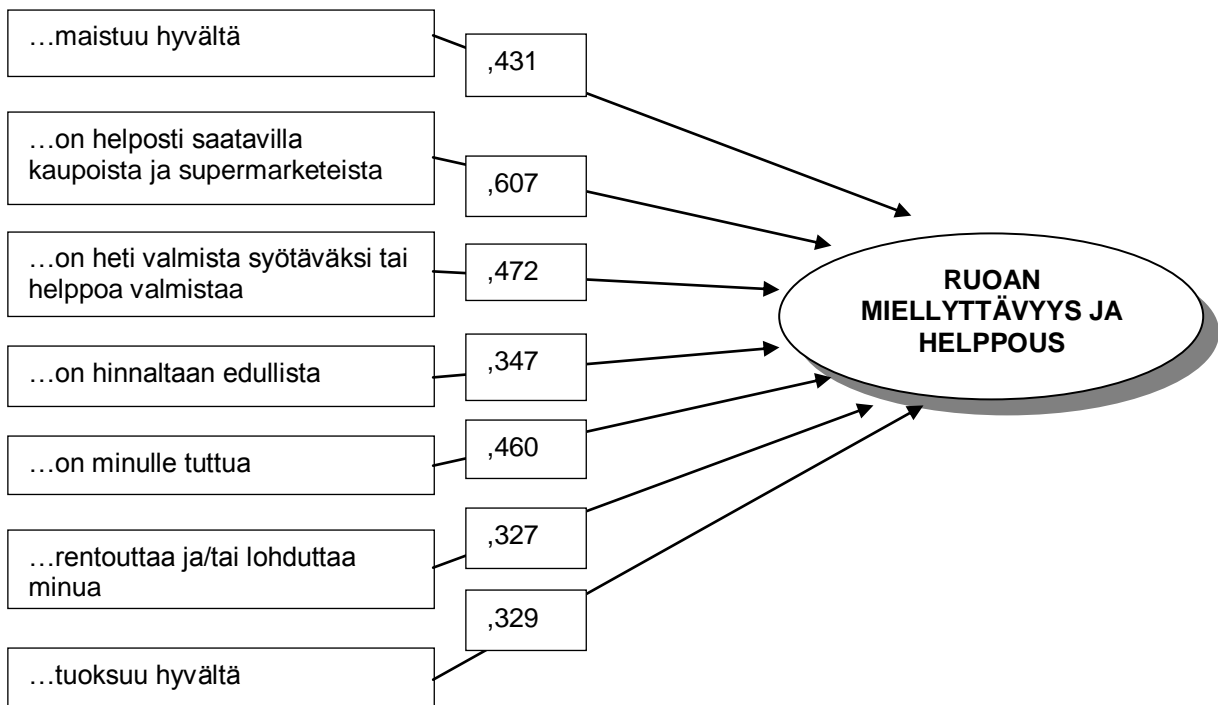 …maistuu hyvältä
,431
…on helposti saatavilla
kaupoista ja supermarketeista
,607
…on heti valmista syötäväksi tai
helppoa valmistaa
,472
…on hinnaltaan edullista
,347
…on minulle tuttua
,460
…rentouttaa ja/tai lohduttaa
minua
,327
…tuoksuu hyvältä
,329
RUOAN
MIELLYTTÄVYYS JA
HELPPOUS